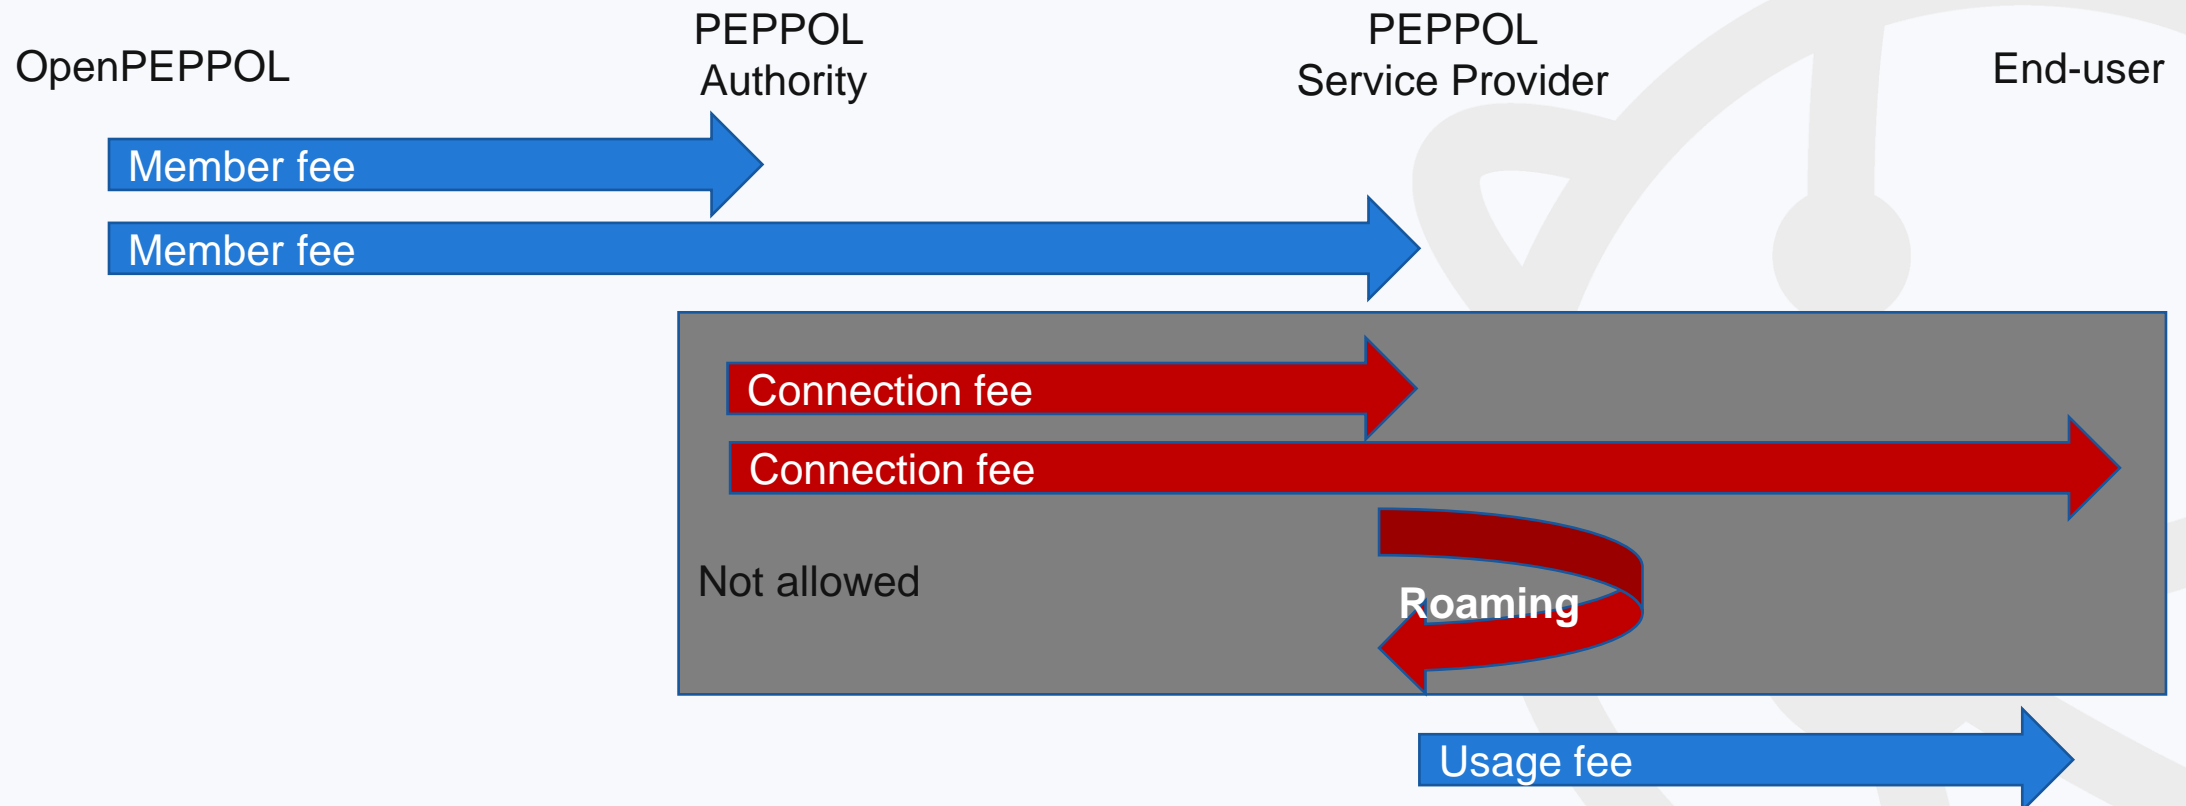 OpenPEPPOL
PEPPOL
Authority
PEPPOL
Service Provider
End-user
Member fee
Member fee
Connection fee
Connection fee
Not allowed
Roaming
Usage fee